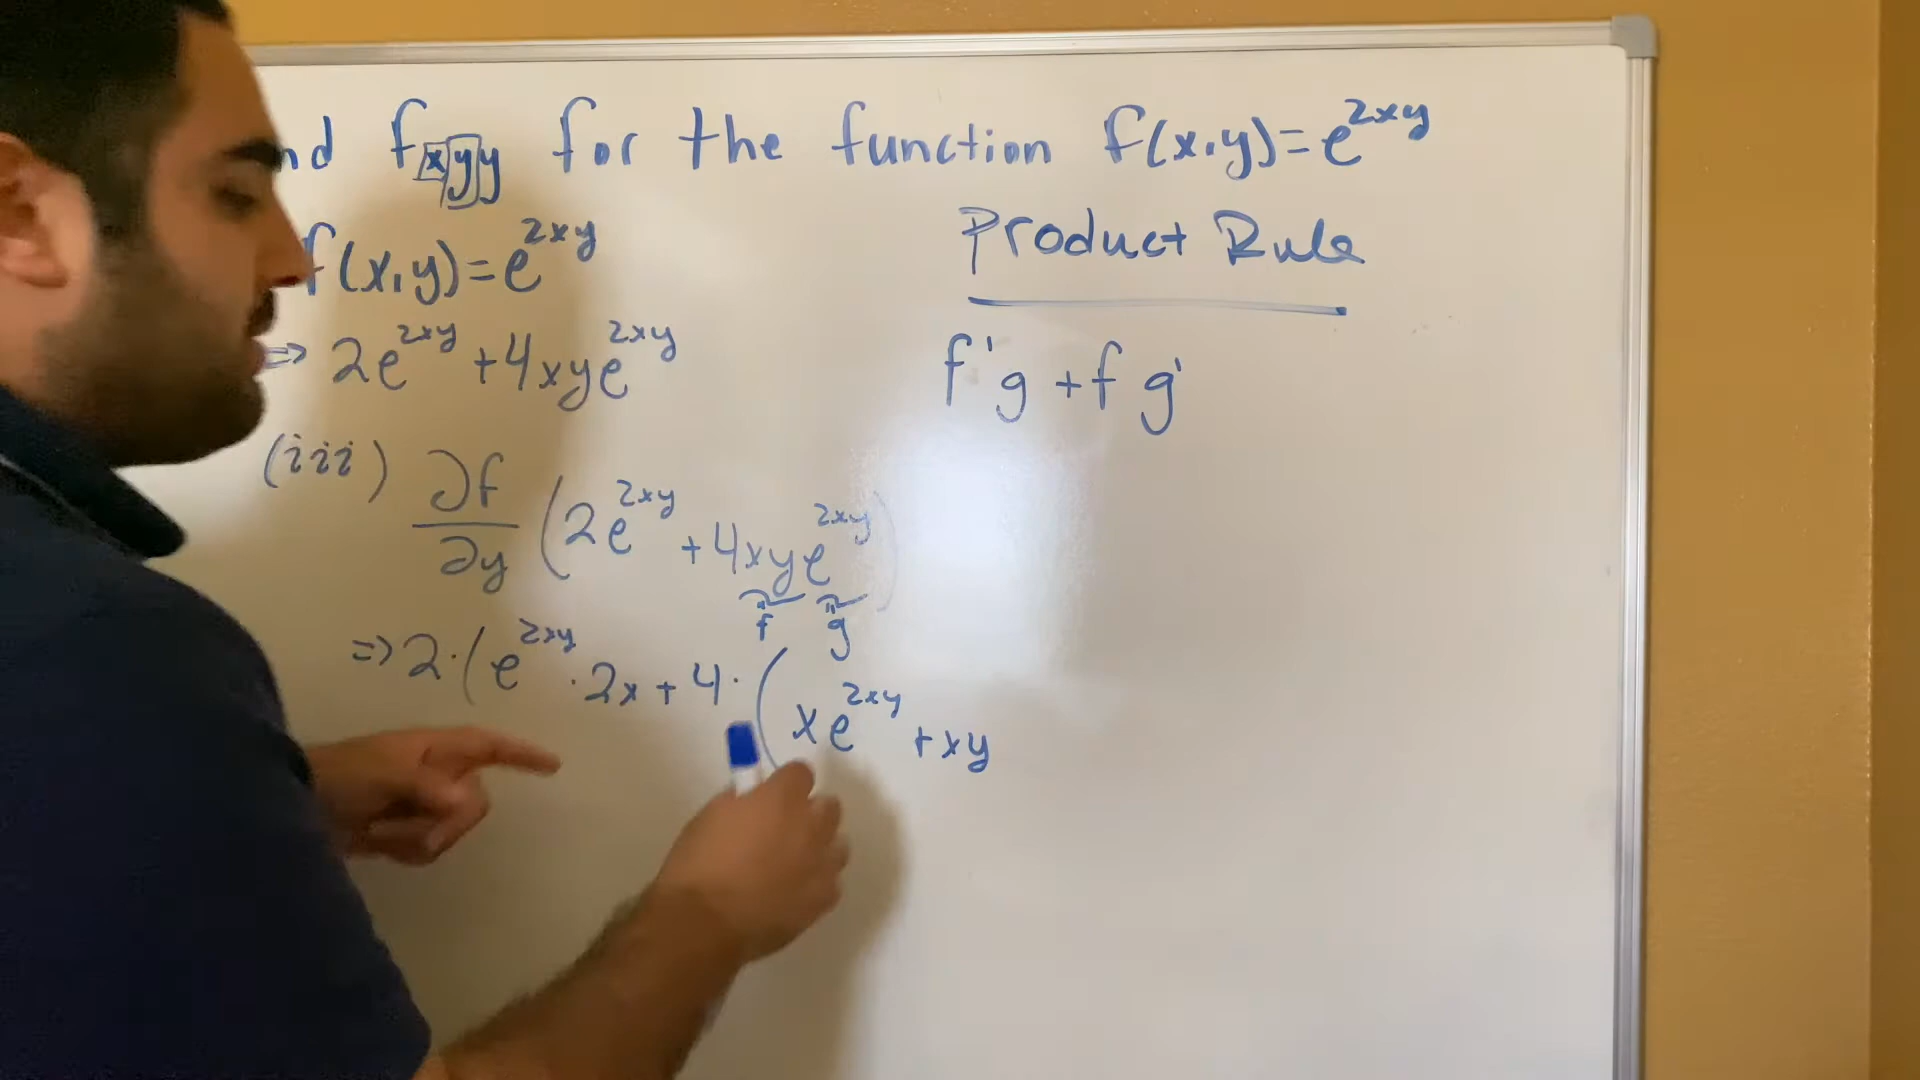 nd f_xyy for the function f(x,y)=e^2xy
f(x,y)=e^2xy
Product Rule
=> 2e^2xy +4xye^2xy
f'g +f g'
(iii) ∂f/∂y (2e^2xy +4xye^2xy)
f g
=>2·(e^2xy ·2x+4·(xe^2xy +xy